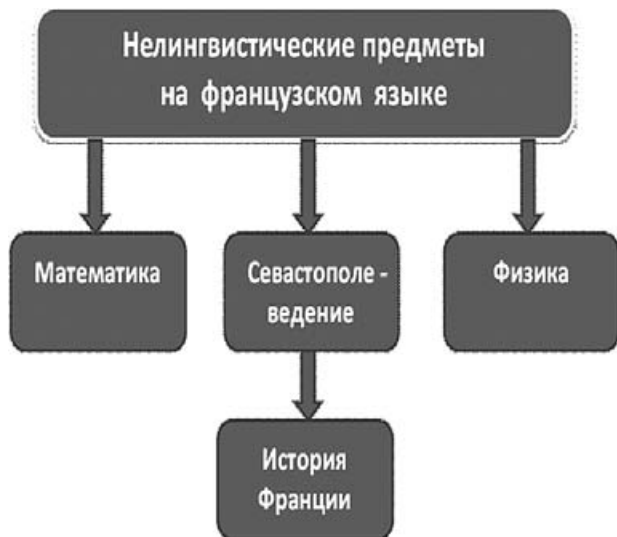 Нелингвистические предметы
на французском языке
Математика
Севастополе -
ведение
Физика
История
Франции